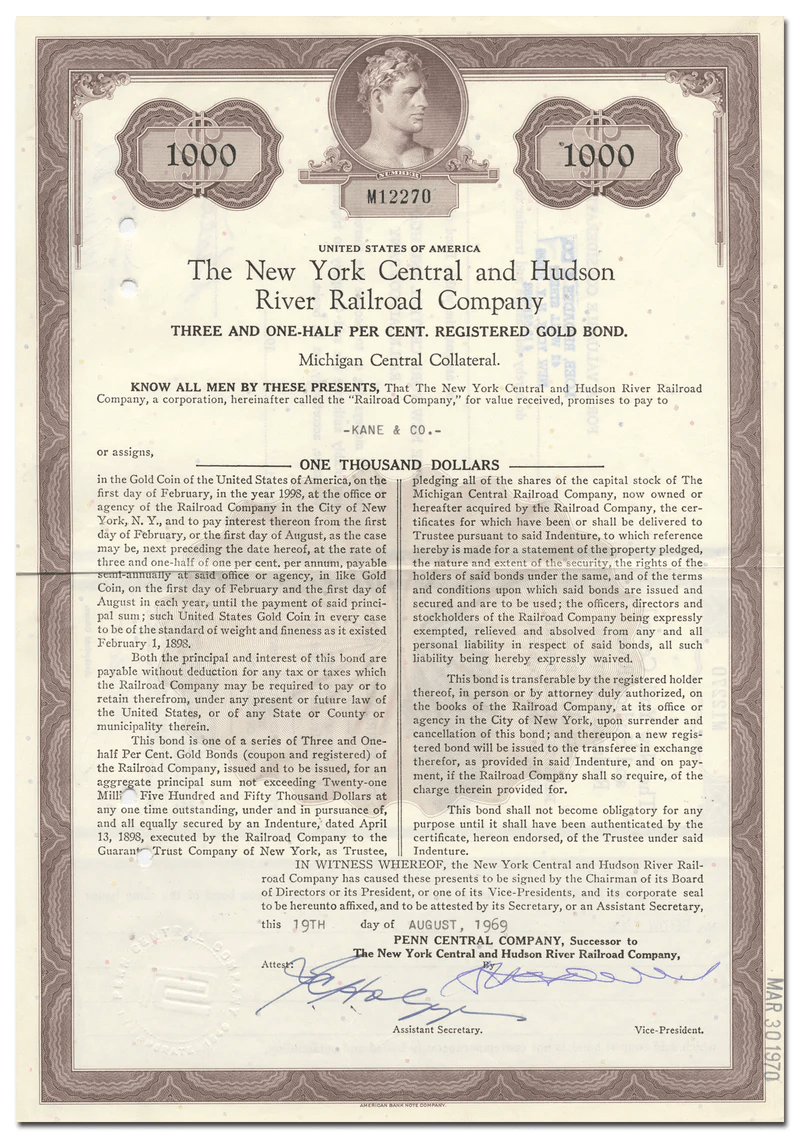 1000
1000
NUMBER
M12270
UNITED STATES OF AMERICA
The New York Central and Hudson
River Railroad Company
THREE AND ONE-HALF PER CENT. REGISTERED GOLD BOND.
Michigan Central Collateral.
KNOW ALL MEN BY THESE PRESENTS, That The New York Central and Hudson River Railroad
Company, a corporation, hereinafter called the "Railroad Company," for value received, promises to pay to
-KANE & CO.-
or assigns,
ONE THOUSAND DOLLARS
in the Gold Coin of the United States of America, on the
first day of February, in the year 1998, at the office or
agency of the Railroad Company in the City of New
York, N. Y., and to pay interest thereon from the first
day of February, or the first day of August, as the case
may be, next preceding the date hereof, at the rate of
three and one-half of one per cent. per annum, payable
semi-annually at said office or agency, in like Gold
Coin, on the first day of February and the first day of
August in each year, until the payment of said princi-
pal sum; such United States Gold Coin in every case
to be of the standard of weight and fineness as it existed
February 1, 1898.
Both the principal and interest of this bond are
payable without deduction for any tax or taxes which
the Railroad Company may be required to pay or to
retain therefrom, under any present or future law of
the United States, or of any State or County or
municipality therein.
This bond is one of a series of Three and One-
half Per Cent. Gold Bonds (coupon and registered) of
the Railroad Company, issued and to be issued, for an
aggregate principal sum not exceeding Twenty-one
Milli Five Hundred and Fifty Thousand Dollars at
any one time outstanding, under and in pursuance of,
and all equally secured by an Indenture, dated April
13, 1898, executed by the Railroad Company to the
Guaranty Trust Company of New York, as Trustee,
pledging all of the shares of the capital stock of The
Michigan Central Railroad Company, now owned or
hereafter acquired by the Railroad Company, the cer-
tificates for which have been or shall be delivered to
Trustee pursuant to said Indenture, to which reference
hereby is made for a statement of the property pledged,
the nature and extent of the security, the rights of the
holders of said bonds under the same, and of the terms
and conditions upon which said bonds are issued and
secured and are to be used; the officers, directors and
stockholders of the Railroad Company being expressly
exempted, relieved and absolved from any and all
personal liability in respect of said bonds, all such
liability being hereby expressly waived.
This bond is transferable by the registered holder
thereof, in person or by attorney duly authorized, on
the books of the Railroad Company, at its office or
agency in the City of New York, upon surrender and
cancellation of this bond; and thereupon a new regis-
tered bond will be issued to the transferee in exchange
therefor, as provided in said Indenture, and on pay-
ment, if the Railroad Company shall so require, of the
charge therein provided for.
This bond shall not become obligatory for any
purpose until it shall have been authenticated by the
certificate, hereon endorsed, of the Trustee under said
Indenture.
IN WITNESS WHEREOF, the New York Central and Hudson River Rail-
road Company has caused these presents to be signed by the Chairman of its Board
of Directors or its President, or one of its Vice-Presidents, and its corporate seal
to be hereunto affixed, and to be attested by its Secretary, or an Assistant Secretary,
this 19TH day of AUGUST, 1969
PENN CENTRAL COMPANY, Successor to
The New York Central and Hudson River Railroad Company,
Attest: By
Assistant Secretary. Vice-President.
MAR 30 1970
AMERICAN BANK NOTE COMPANY.